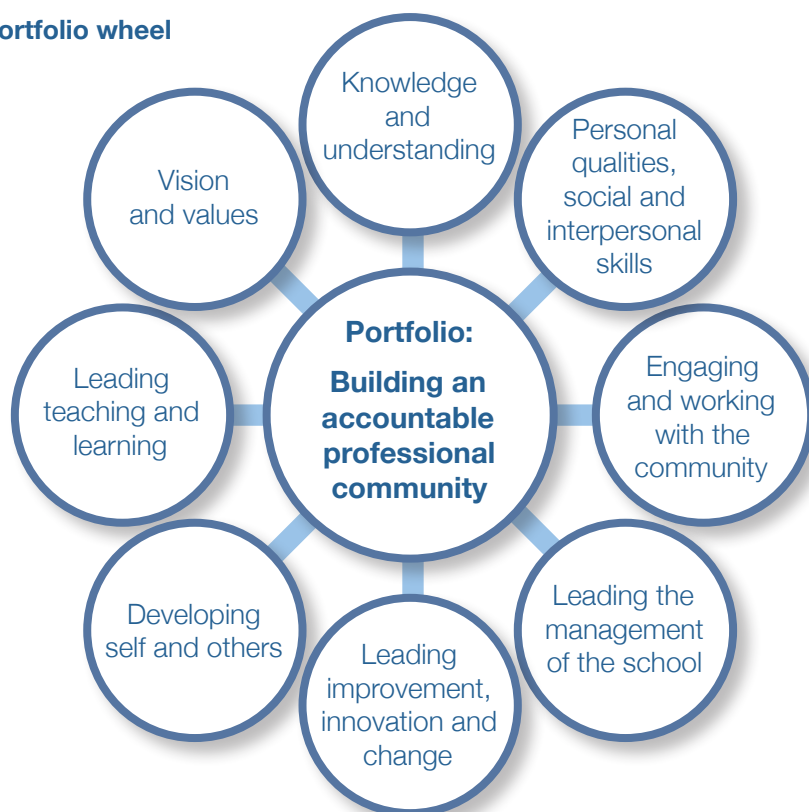 ortfolio wheel
Knowledge
and
understanding
Personal
qualities,
social and
interpersonal
skills
Vision
and values
Portfolio:
Building an
accountable
professional
community
Engaging
and working
with the
community
Leading
teaching and
learning
Leading the
management
of the school
Developing
self and others
Leading
improvement,
innovation and
change